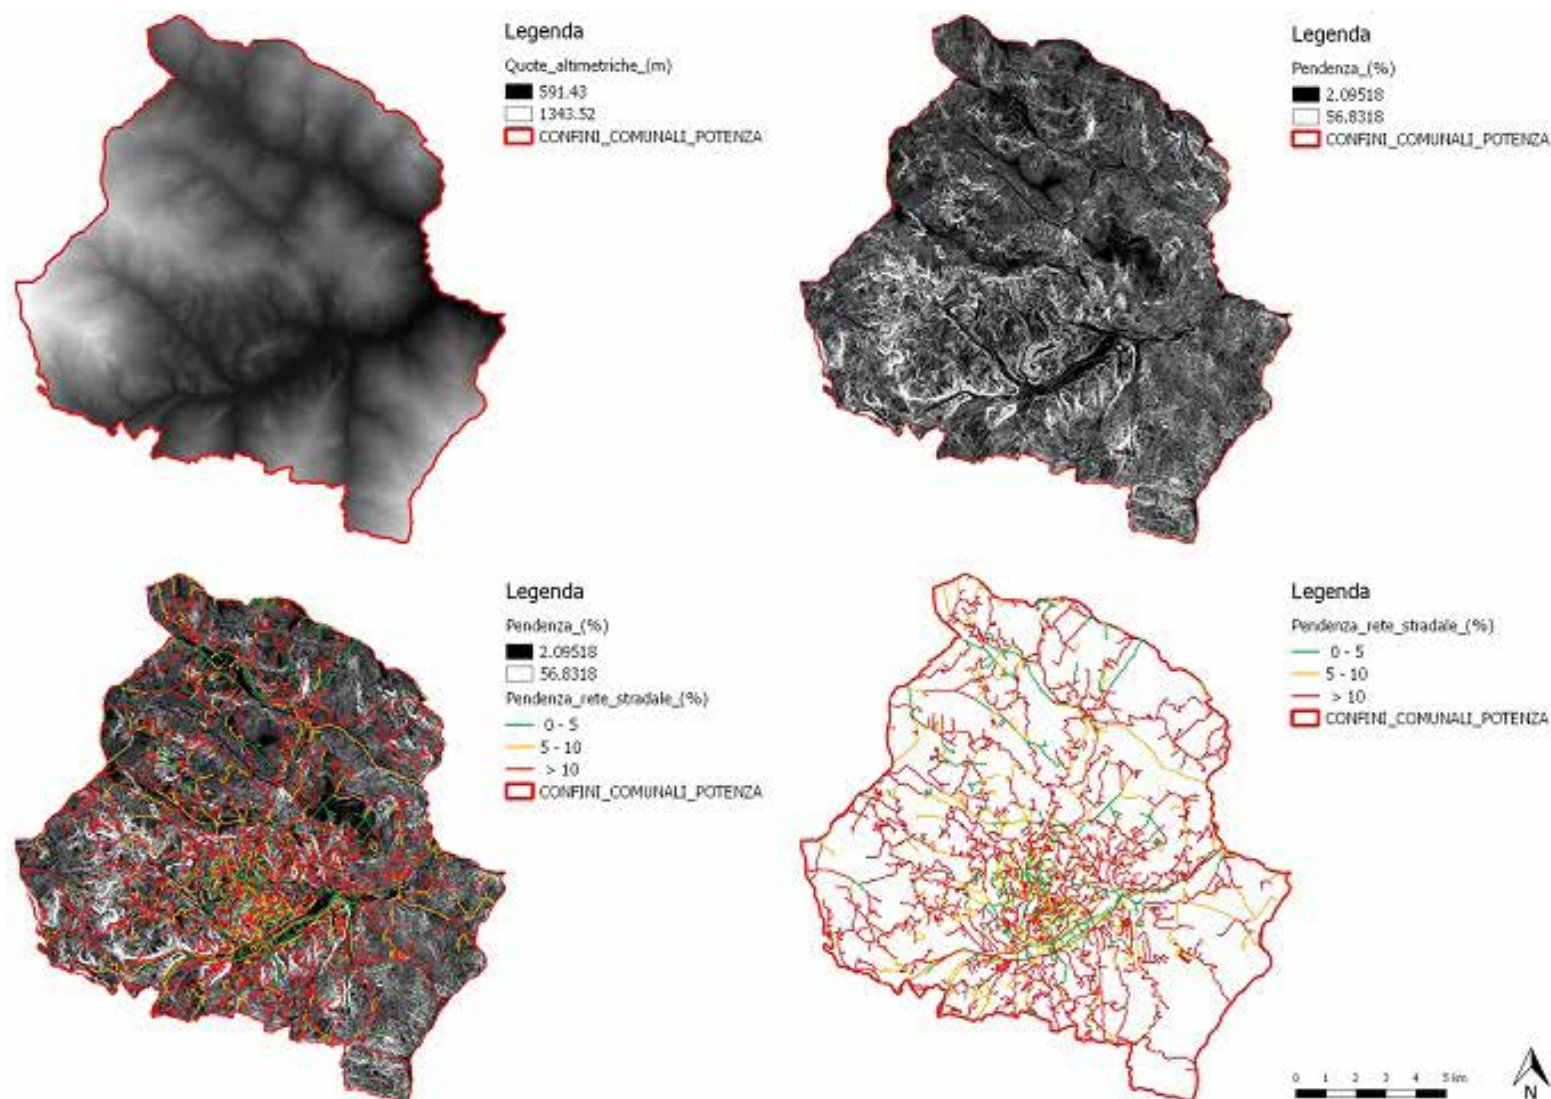 Legenda
Quote_altimetriche_(m)
591.43
1343.52
CONFINI_COMUNALI_POTENZA
Legenda
Pendenza_(%)
2.09518
56.8318
CONFINI_COMUNALI_POTENZA
Legenda
Pendenza_(%)
2.09518
56.8318
Pendenza_rete_stradale_(%)
0 - 5
5 - 10
> 10
CONFINI_COMUNALI_POTENZA
Legenda
Pendenza_rete_stradale_(%)
0 - 5
5 - 10
> 10
CONFINI_COMUNALI_POTENZA
0 1 2 3 4 5 km
N